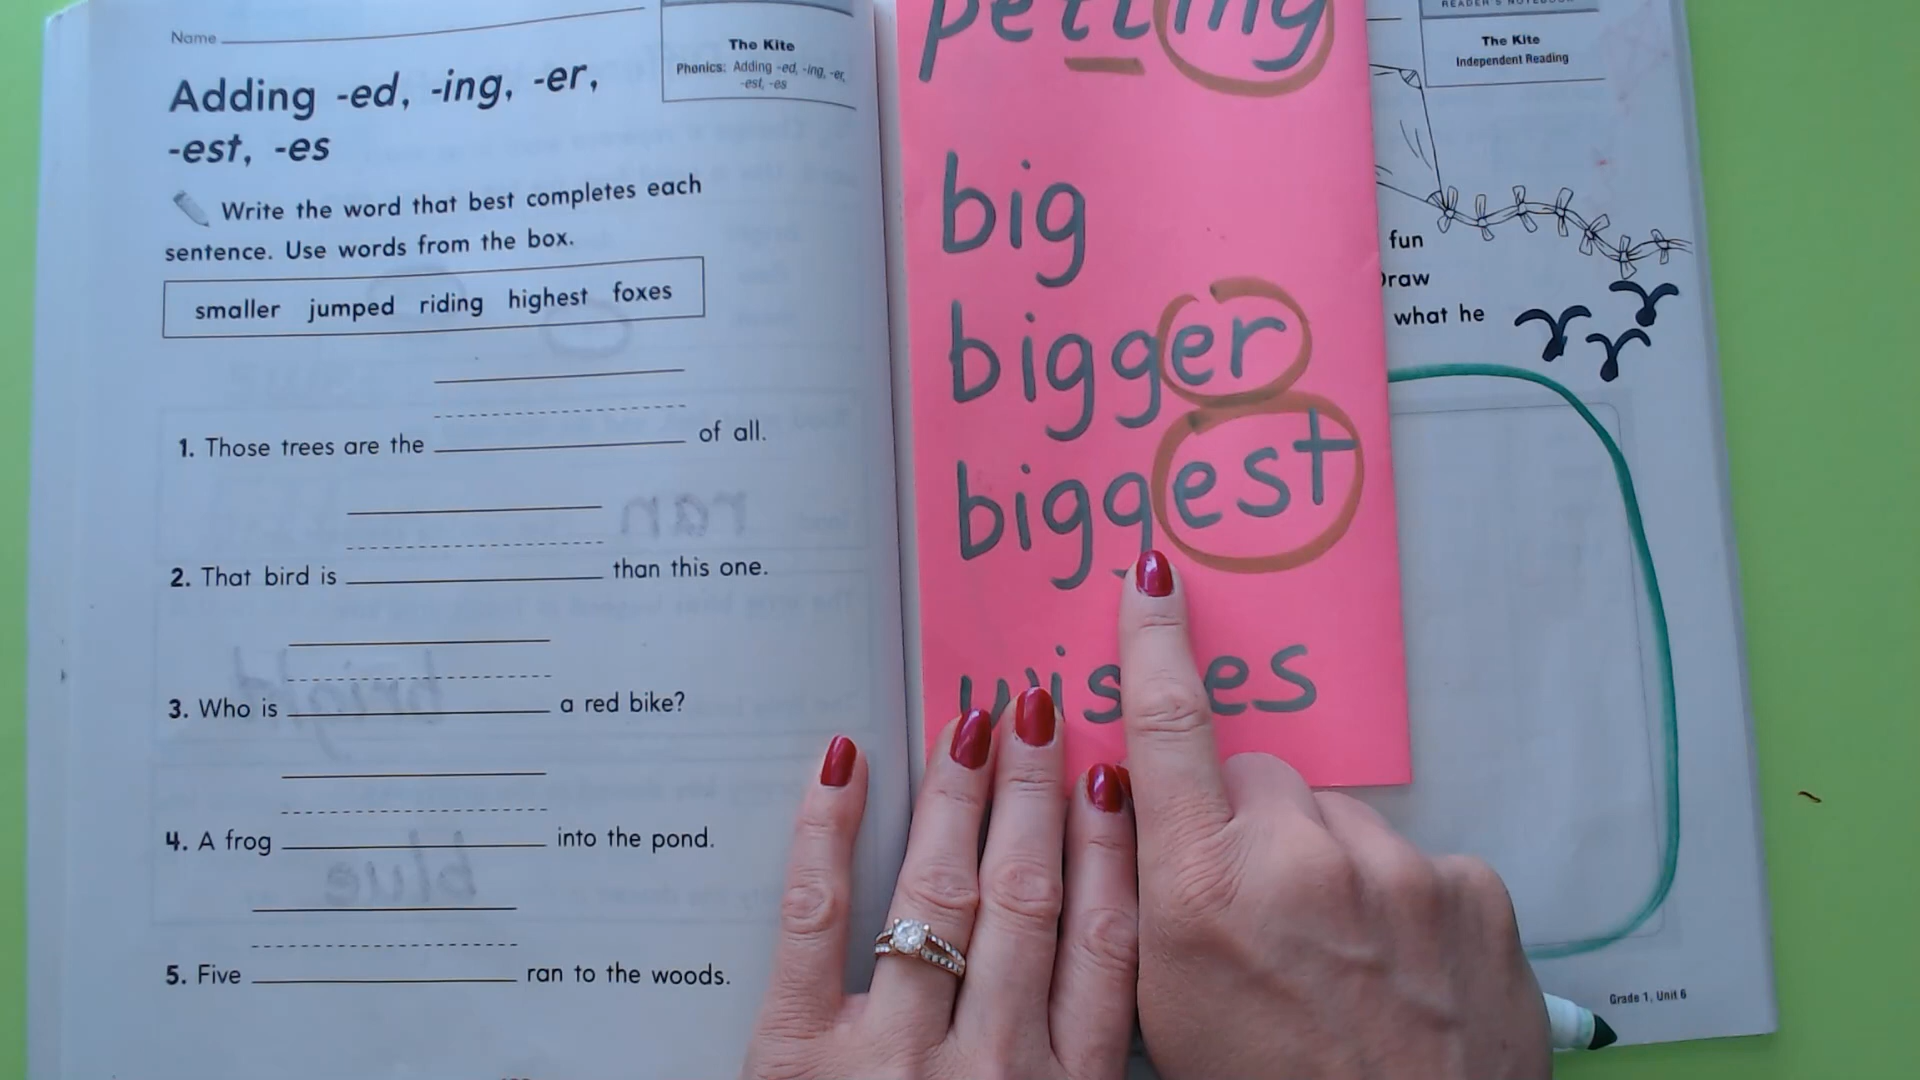 Name
The Kite
Phonics: Adding -ed, -ing, -er,
-est, -es
Adding -ed, -ing, -er,
-est, -es
Write the word that best completes each
sentence. Use words from the box.
smaller jumped riding highest foxes
1. Those trees are the of all.
2. That bird is than this one.
3. Who is a red bike?
4. A frog into the pond.
5. Five ran to the woods.
petting
big
bigger
biggest
READER'S NOTEBOOK
The Kite
Independent Reading
fun
what he
Grade 1, Unit 6